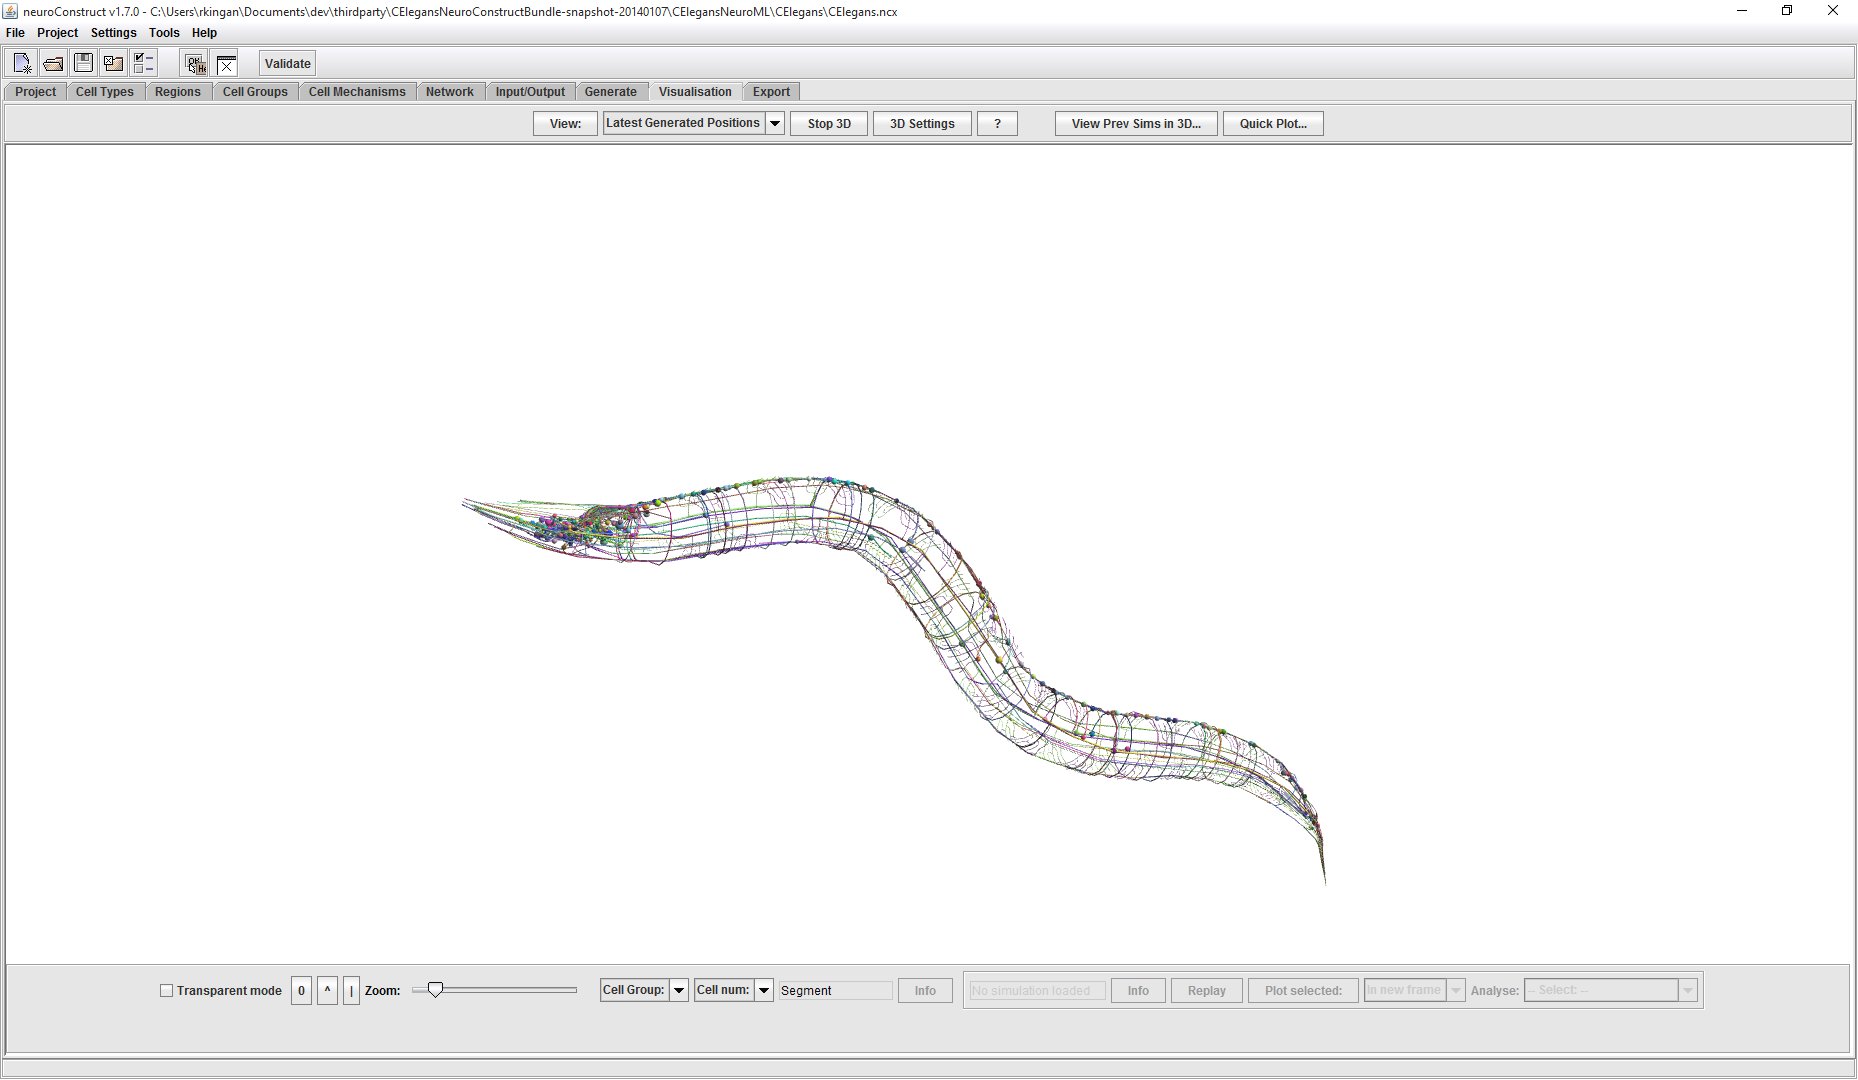 neuroConstruct v1.7.0 - C:\Users\rkingan\Documents\dev\thirdparty\CElegansNeuroConstructBundle-snapshot-20140107\CElegansNeuroML\CElegans\CElegans.ncx
File Project Settings Tools Help
Validate
Project Cell Types Regions Cell Groups Cell Mechanisms Network Input/Output Generate Visualisation Export
View: Latest Generated Positions Stop 3D 3D Settings ? View Prev Sims in 3D... Quick Plot...
Transparent mode 0 ^ | Zoom: Cell Group: Cell num: Segment Info No simulation loaded Info Replay Plot selected: In new frame Analyse: -- Select: --